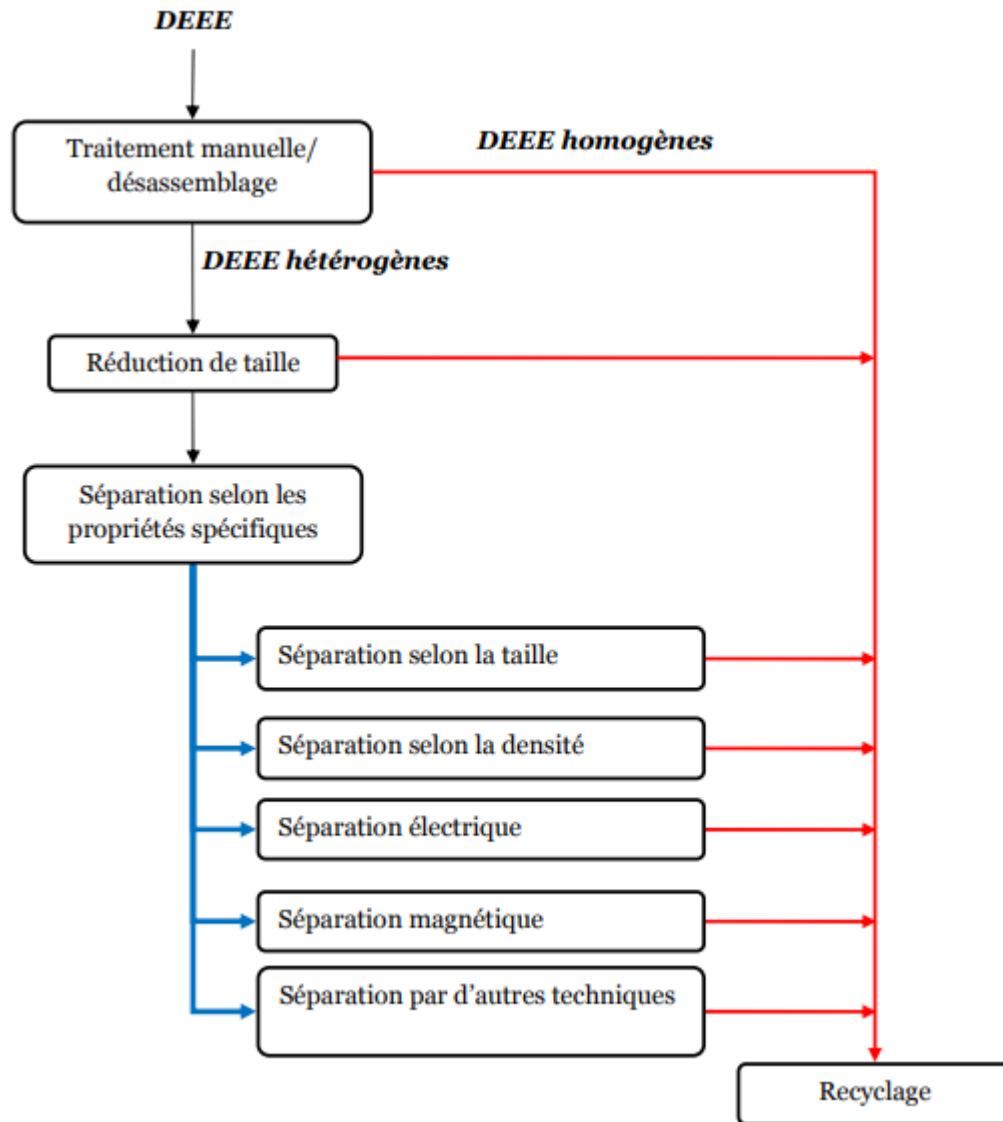 DEEE
Traitement manuelle/
désassemblage
DEEE homogènes
DEEE hétérogènes
Réduction de taille
Séparation selon les
propriétés spécifiques
Séparation selon la taille
Séparation selon la densité
Séparation électrique
Séparation magnétique
Séparation par d’autres techniques
Recyclage